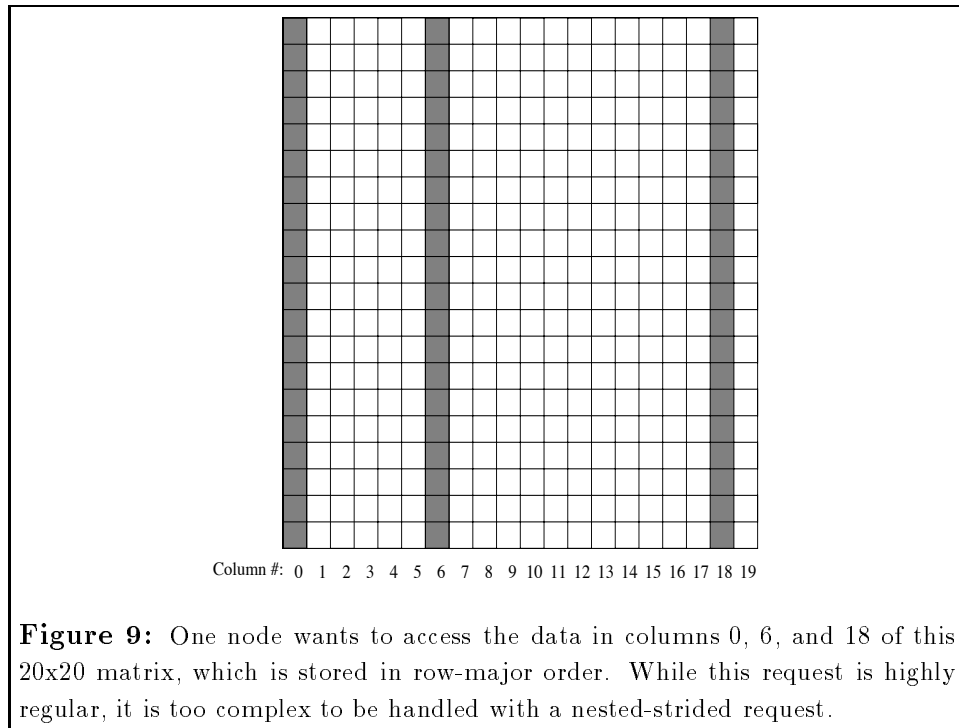 Column #: 0 1 2 3 4 5 6 7 8 9 10 11 12 13 14 15 16 17 18 19
Figure 9: One node wants to access the data in columns 0, 6, and 18 of this
20x20 matrix, which is stored in row-major order. While this request is highly
regular, it is too complex to be handled with a nested-strided request.